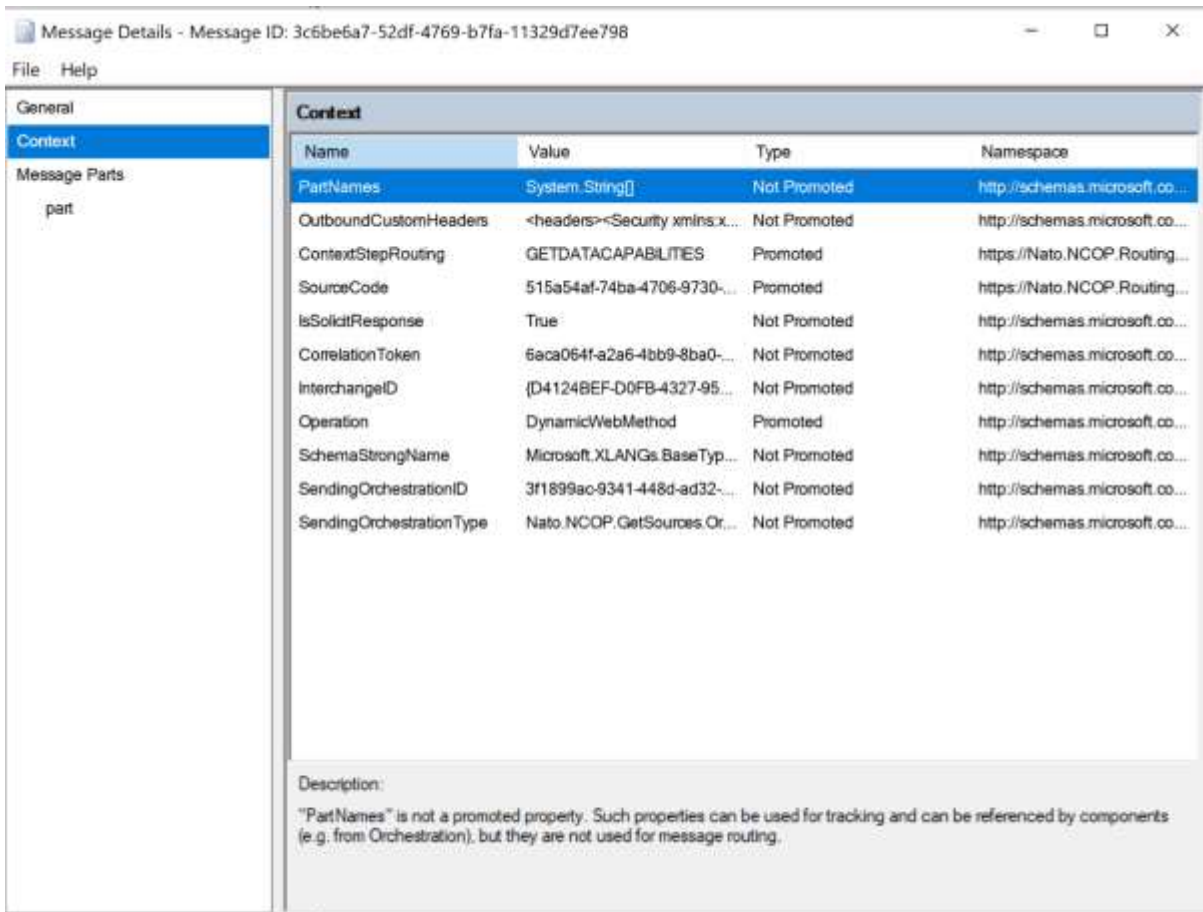 Message Details - Message ID: 3c6be6a7-52df-4769-b7fa-11329d7ee798
File Help
General
Context
Message Parts
part
Context
Name Value Type Namespace
PartNames System.String[] Not Promoted http://schemas.microsoft.co...
OutboundCustomHeaders <headers><Security xmlns:x... Not Promoted http://schemas.microsoft.co...
ContextStepRouting GETDATACAPABILITIES Promoted https://Nato.NCOP.Routing...
SourceCode 515a54af-74ba-4706-9730-... Promoted https://Nato.NCOP.Routing...
IsSolicitResponse True Not Promoted http://schemas.microsoft.co...
CorrelationToken 6aca064f-a2a6-4bb9-8ba0-... Not Promoted http://schemas.microsoft.co...
InterchangeID {D4124BEF-D0FB-4327-95... Not Promoted http://schemas.microsoft.co...
Operation DynamicWebMethod Promoted http://schemas.microsoft.co...
SchemaStrongName Microsoft.XLANGs.BaseTyp... Not Promoted http://schemas.microsoft.co...
SendingOrchestrationID 3f1899ac-9341-448d-ad32-... Not Promoted http://schemas.microsoft.co...
SendingOrchestrationType Nato.NCOP.GetSources.Or... Not Promoted http://schemas.microsoft.co...
Description:
"PartNames" is not a promoted property. Such properties can be used for tracking and can be referenced by components
(e.g. from Orchestration), but they are not used for message routing.